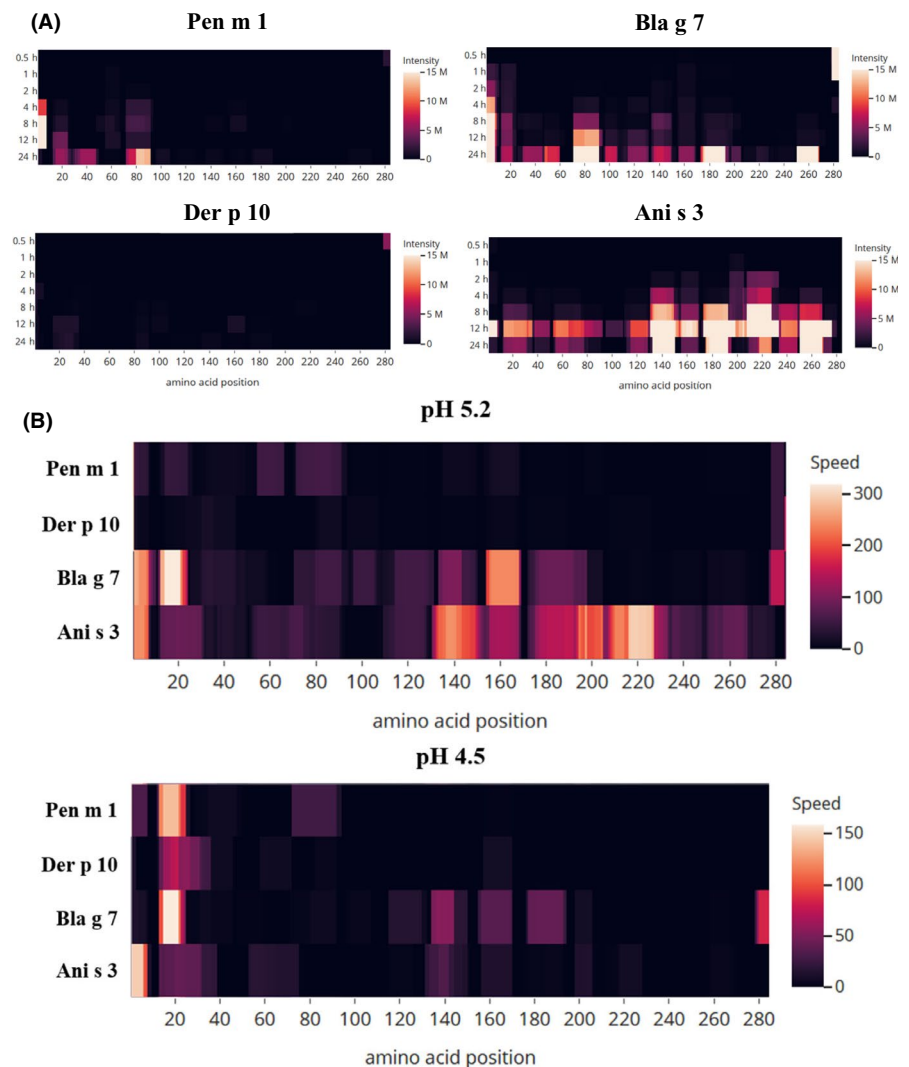 (A)
Pen m 1
Bla g 7
0.5 h
1 h
2 h
4 h
8 h
12 h
24 h
20 40 60 80 100 120 140 160 180 200 220 240 260 280
Intensity
15 M
10 M
5 M
0
0.5 h
1 h
2 h
4 h
8 h
12 h
24 h
20 40 60 80 100 120 140 160 180 200 220 240 260 280
Intensity
15 M
10 M
5 M
0
Der p 10
Ani s 3
0.5 h
1 h
2 h
4 h
8 h
12 h
24 h
20 40 60 80 100 120 140 160 180 200 220 240 260 280
amino acid position
Intensity
15 M
10 M
5 M
0
0.5 h
1 h
2 h
4 h
8 h
12 h
24 h
20 40 60 80 100 120 140 160 180 200 220 240 260 280
amino acid position
Intensity
15 M
10 M
5 M
0
(B)
pH 5.2
Pen m 1
Der p 10
Bla g 7
Ani s 3
20 40 60 80 100 120 140 160 180 200 220 240 260 280
amino acid position
Speed
300
200
100
0
pH 4.5
Pen m 1
Der p 10
Bla g 7
Ani s 3
20 40 60 80 100 120 140 160 180 200 220 240 260 280
amino acid position
Speed
150
100
50
0